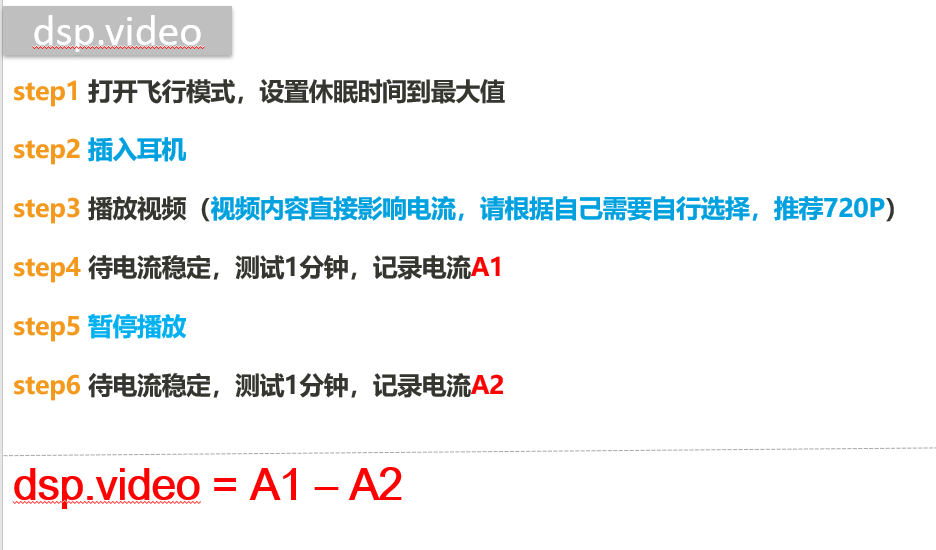 dsp.video
step1 打开飞行模式，设置休眠时间到最大值
step2 插入耳机
step3 播放视频（视频内容直接影响电流，请根据自己需要自行选择，推荐720P）
step4 待电流稳定，测试1分钟，记录电流A1
step5 暂停播放
step6 待电流稳定，测试1分钟，记录电流A2
dsp.video = A1 – A2